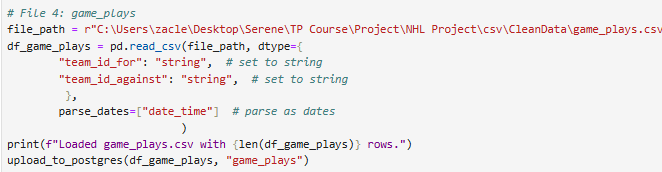 # File 4: game_plays
file_path = r"C:\Users\zacle\Desktop\Serene\TP Course\Project\NHL Project\csv\CleanData\game_plays.csv
df_game_plays = pd.read_csv(file_path, dtype={
"team_id_for": "string",  # set to string
"team_id_against": "string",  # set to string
},
parse_dates=["date_time"]  # parse as dates
)
print(f"Loaded game_plays.csv with {len(df_game_plays)} rows.")
upload_to_postgres(df_game_plays, "game_plays")